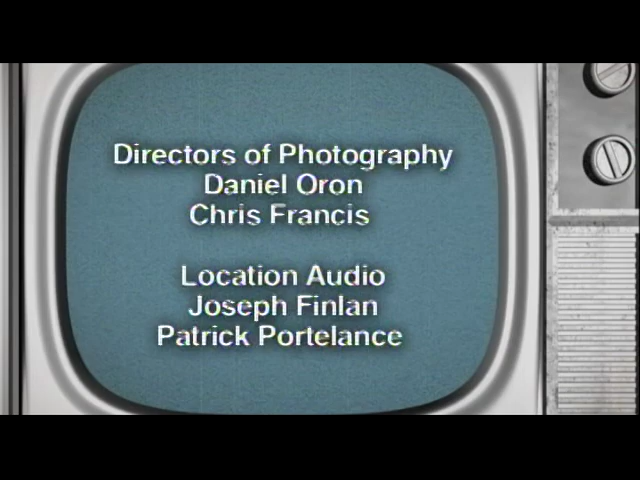 Directors of Photography
Daniel Oron
Chris Francis
Location Audio
Joseph Finlan
Patrick Portelance